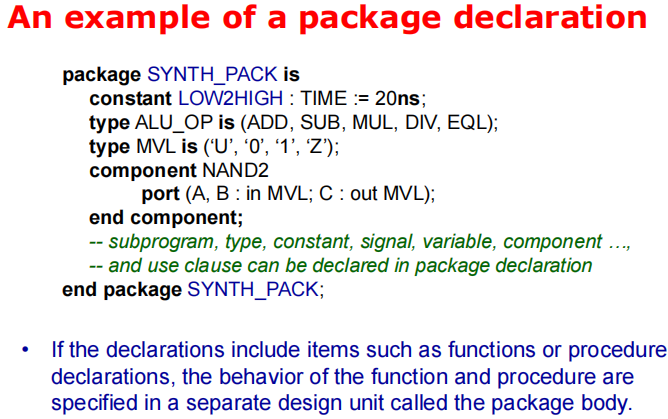 An example of a package declaration
package SYNTH_PACK is
constant LOW2HIGH : TIME := 20ns;
type ALU_OP is (ADD, SUB, MUL, DIV, EQL);
type MVL is (‘U’, ‘0’, ‘1’, ‘Z’);
component NAND2
port (A, B : in MVL; C : out MVL);
end component;
-- subprogram, type, constant, signal, variable, component …,
-- and use clause can be declared in package declaration
end package SYNTH_PACK;
• If the declarations include items such as functions or procedure
declarations, the behavior of the function and procedure are
specified in a separate design unit called the package body.